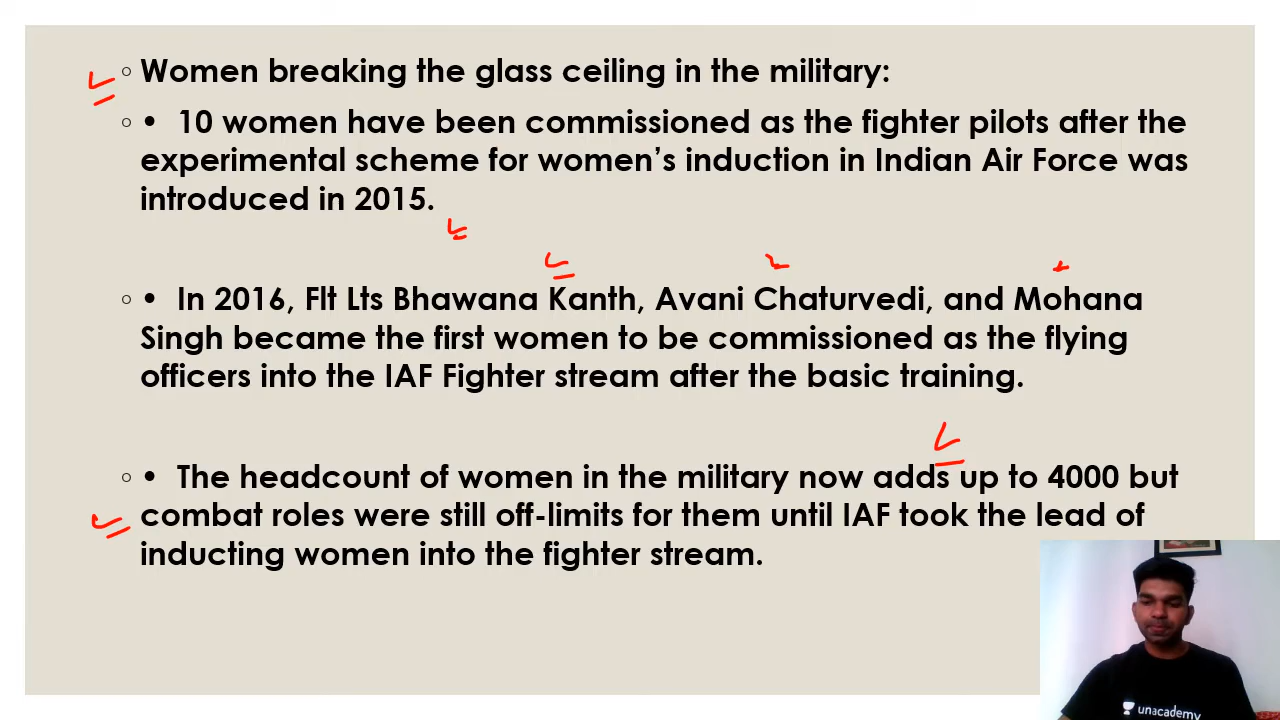 Women breaking the glass ceiling in the military:
• 10 women have been commissioned as the fighter pilots after the
experimental scheme for women’s induction in Indian Air Force was
introduced in 2015.
• In 2016, Flt Lts Bhawana Kanth, Avani Chaturvedi, and Mohana
Singh became the first women to be commissioned as the flying
officers into the IAF Fighter stream after the basic training.
• The headcount of women in the military now adds up to 4000 but
combat roles were still off-limits for them until IAF took the lead of
inducting women into the fighter stream.
unacademy